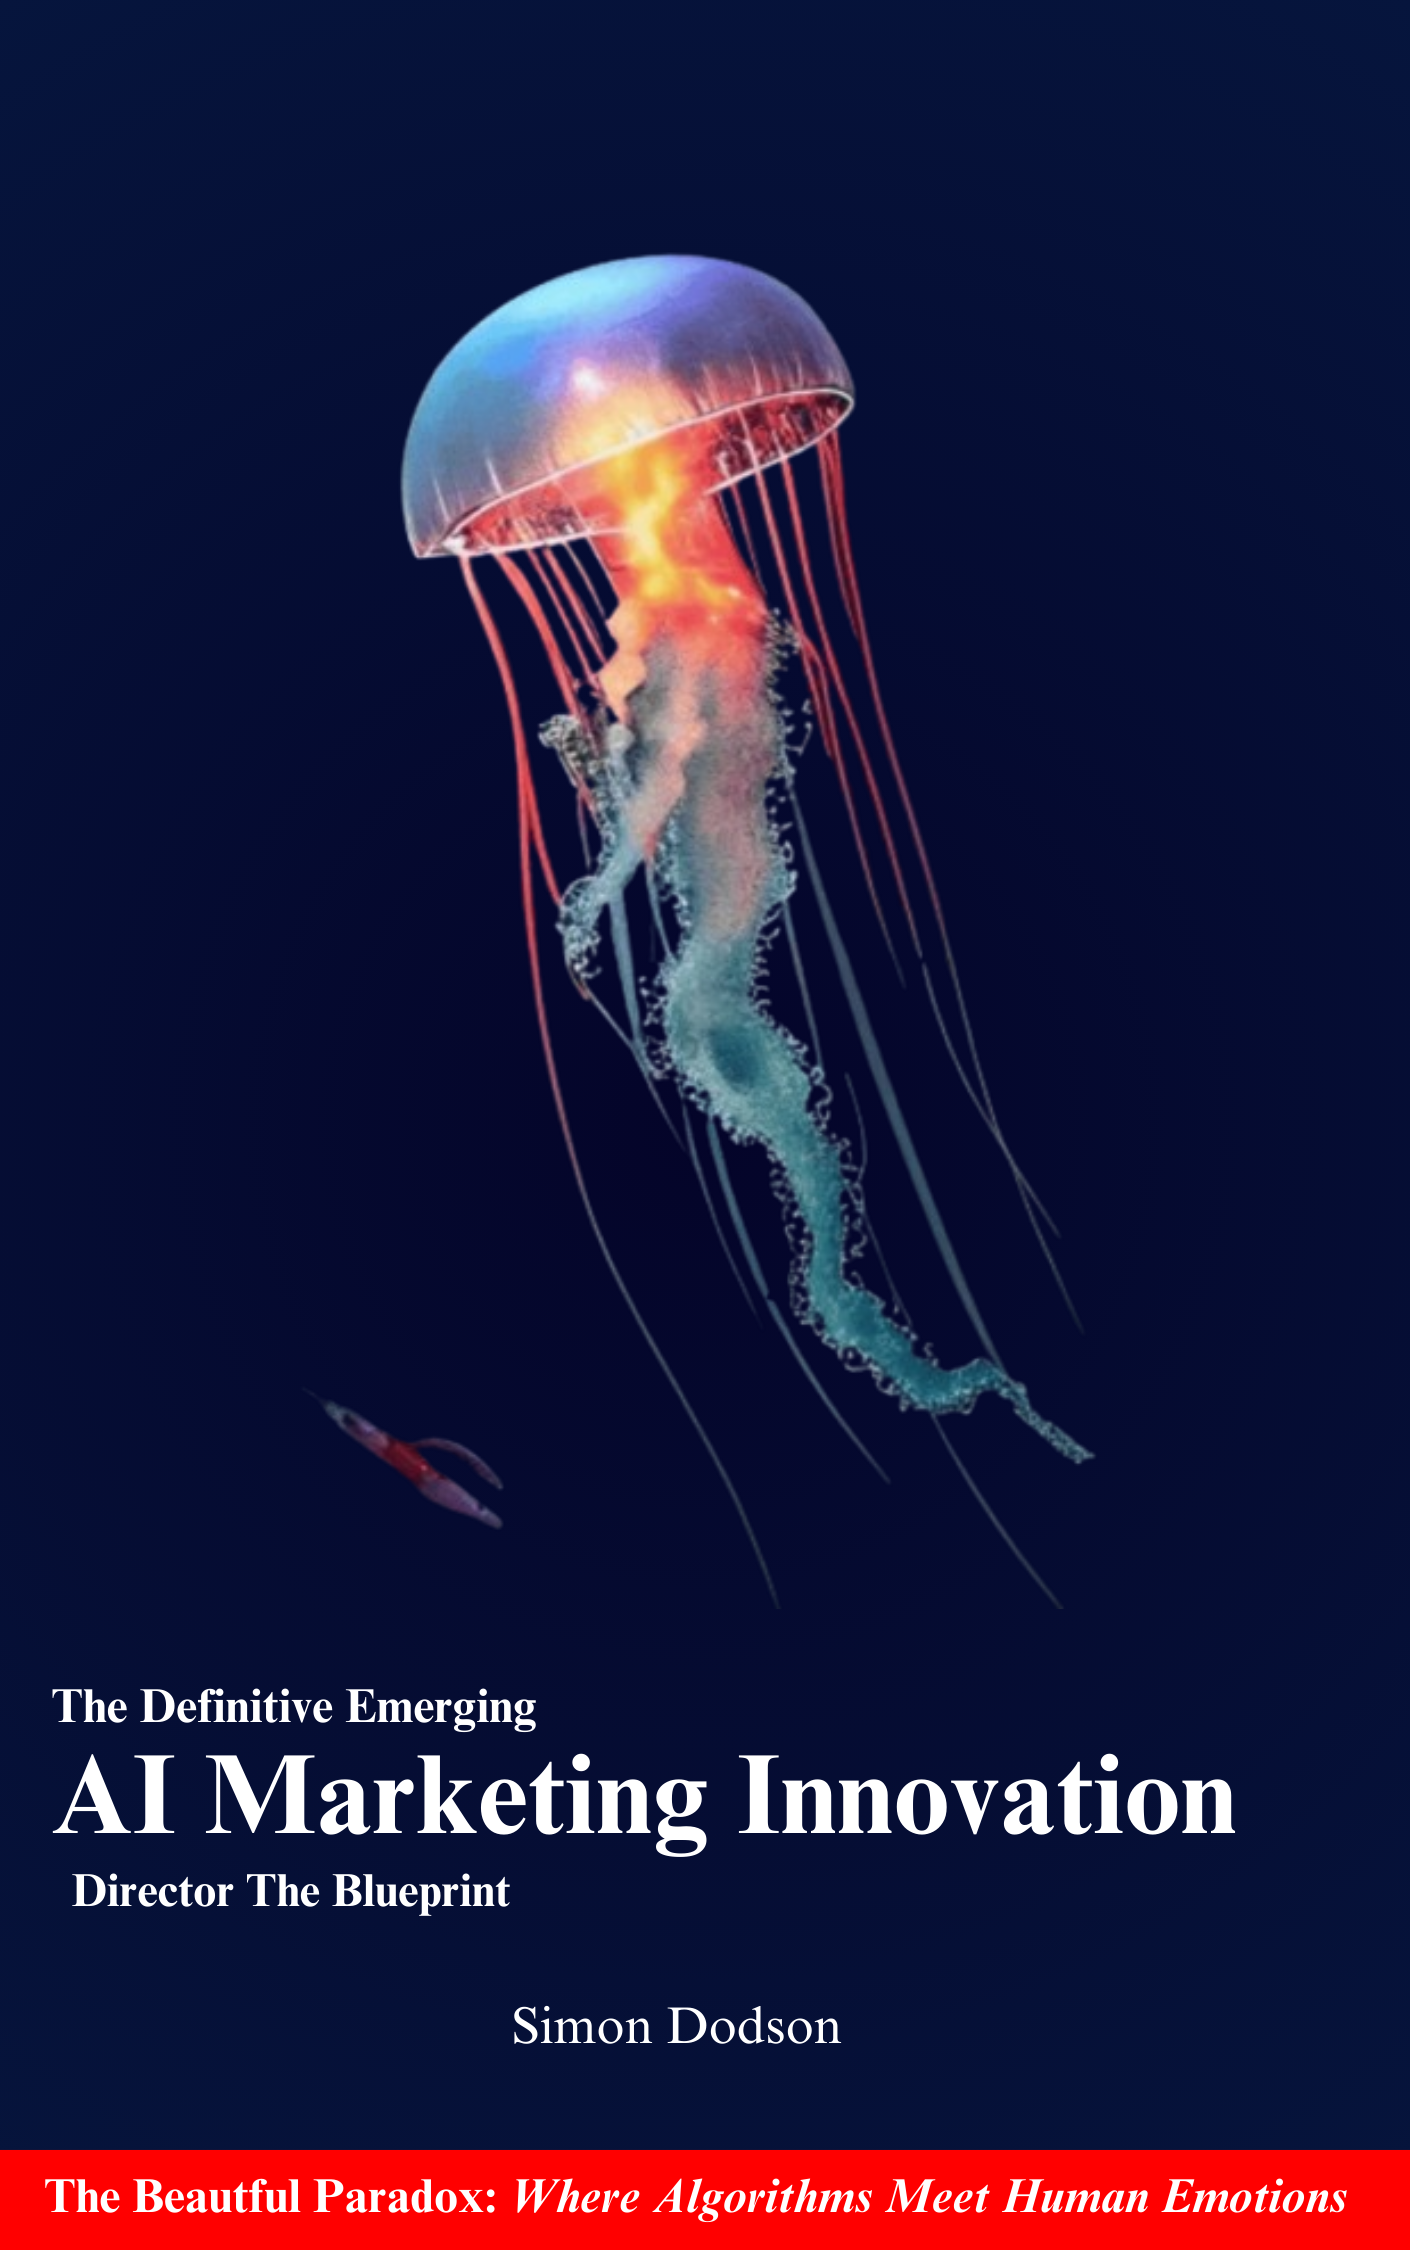 The Definitive Emerging
AI Marketing Innovation
Director The Blueprint
Simon Dodson
The Beautful Paradox: Where Algorithms Meet Human Emotions